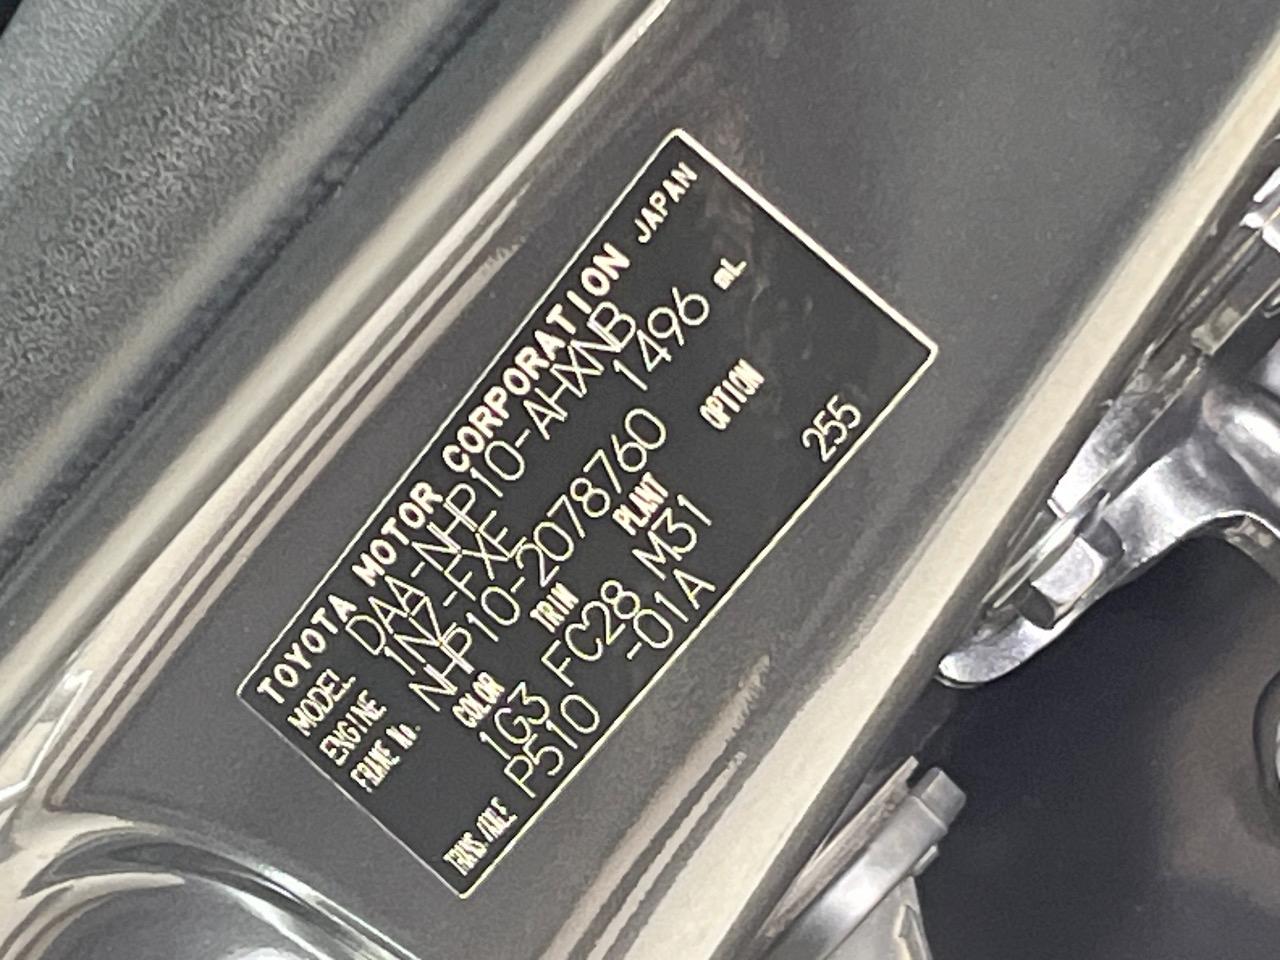 TOYOTA MOTOR CORPORATION JAPAN
MODEL DAA-NHP10-AHXNB
ENGINE 1NZ-FXE 1496 mL
FRAME No. NHP10-2078760
COLOR TRIM PLANT OPTION
1G3 FC28 M31
TRANS./AXLE P510 -01A 255